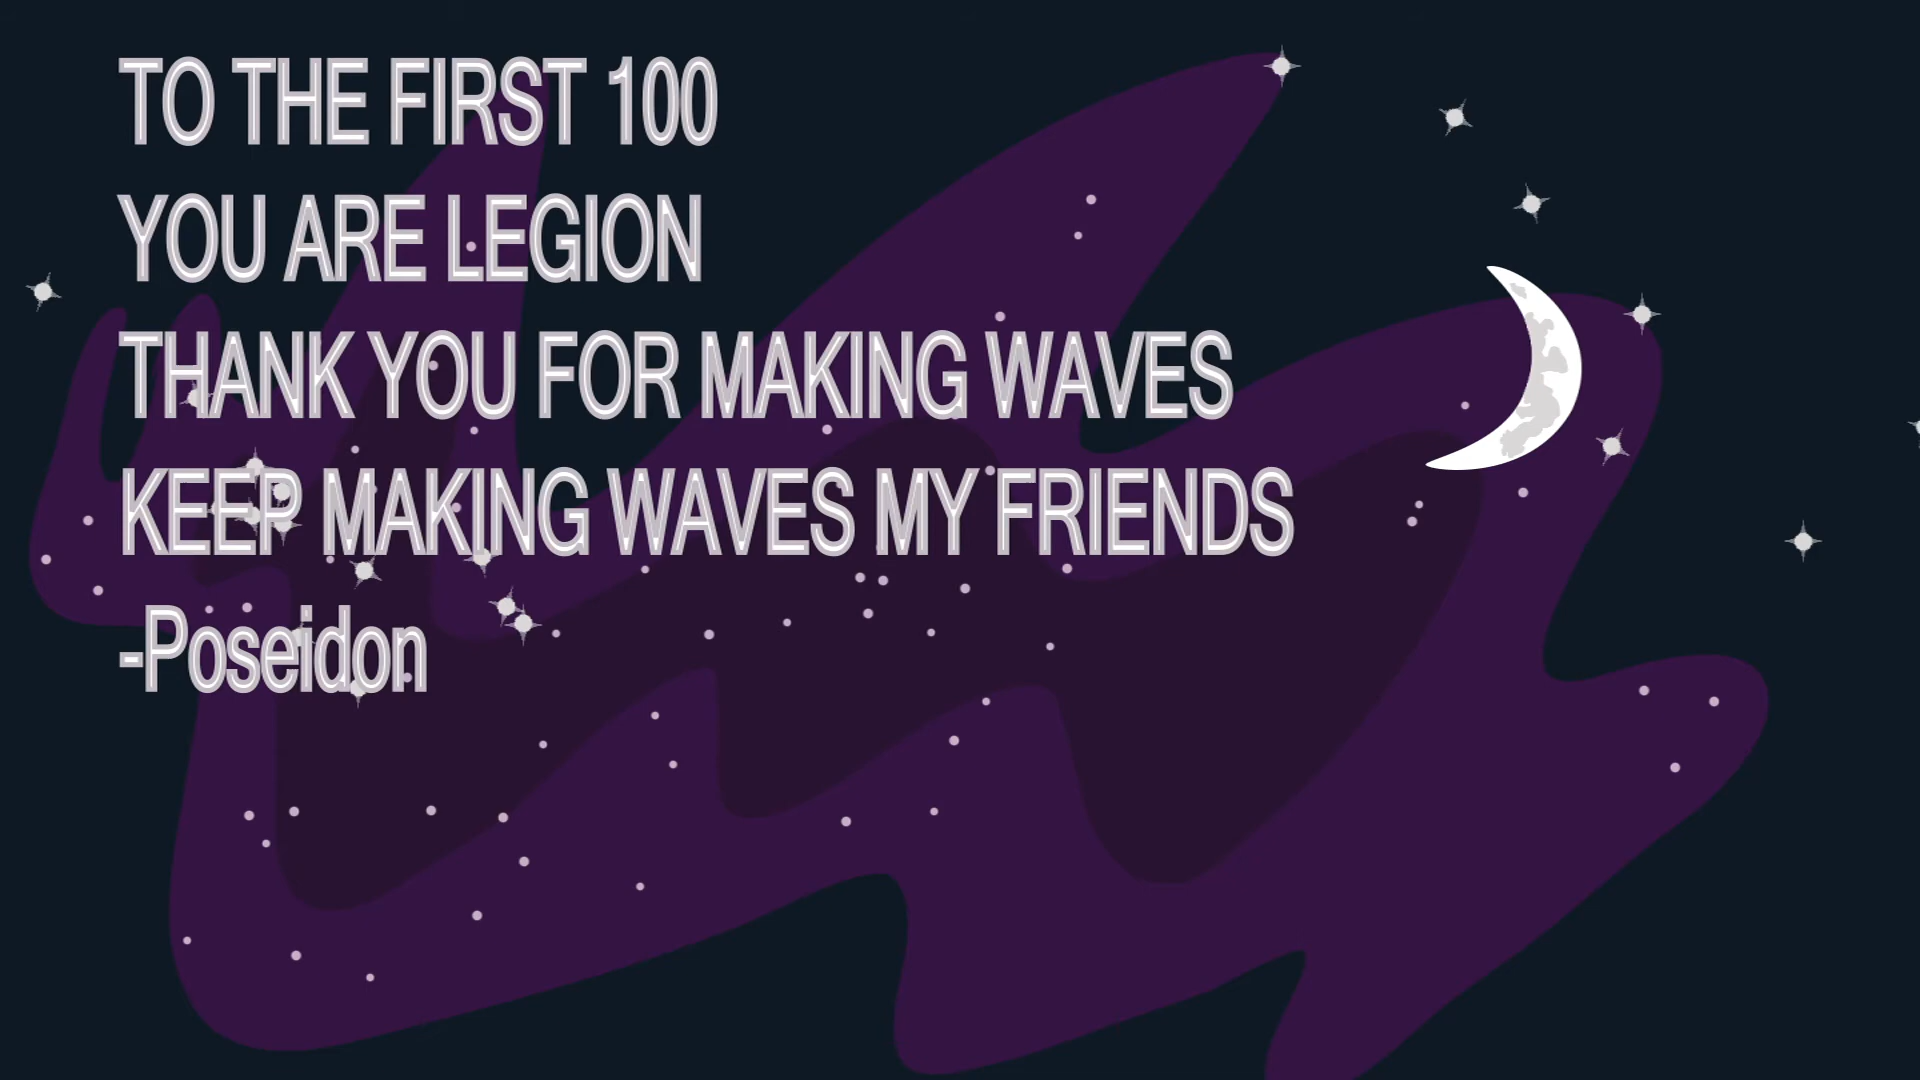 TO THE FIRST 100
YOU ARE LEGION
THANK YOU FOR MAKING WAVES
KEEP MAKING WAVES MY FRIENDS
-Poseidon